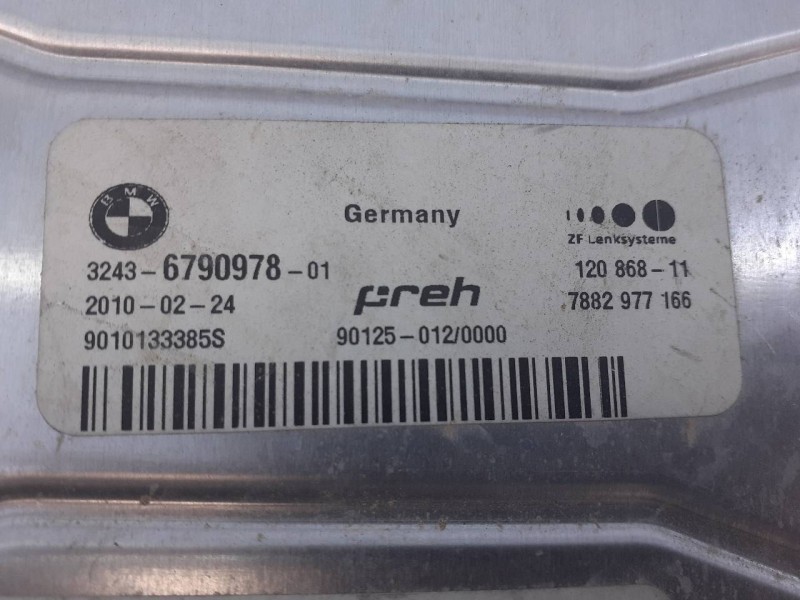 BMW
Germany
ZF Lenksysteme
3243-6790978-01
120 868-11
2010-02-24
preh
7882 977 166
9010133385S
90125-012/0000